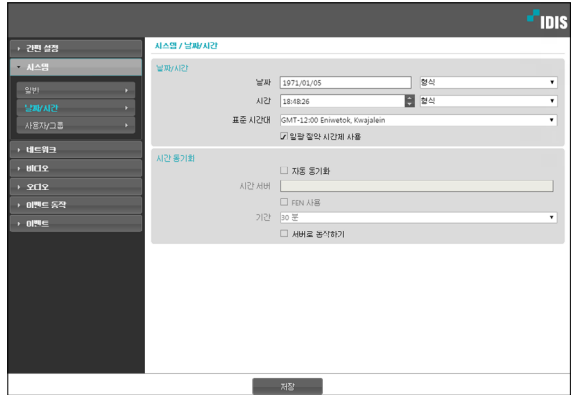 IDIS
간편 설정
시스템
일반
날짜/시간
사용자/그룹
네트워크
비디오
오디오
이벤트 동작
이벤트
시스템 / 날짜/시간
날짜/시간
날짜 1971/01/05 형식
시간 18:48:26 형식
표준 시간대 GMT-12:00 Eniwetok, Kwajalein
일광 절약 시간제 사용
시간 동기화
자동 동기화
시간 서버
FEN 사용
기간 30 분
서버로 동작하기
저장